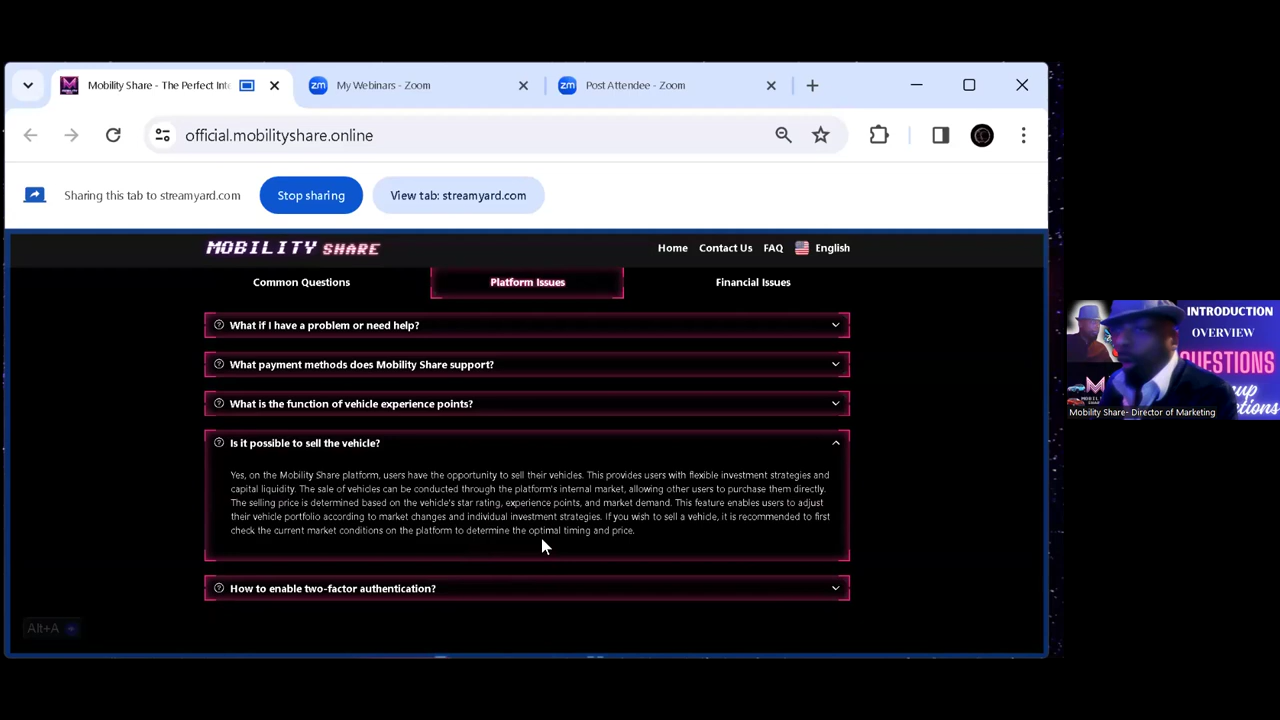 Mobility Share - The Perfect Inte
My Webinars - Zoom
Post Attendee - Zoom
official.mobilityshare.online
Sharing this tab to streamyard.com
Stop sharing
View tab: streamyard.com
MOBILITY SHARE
Home
Contact Us
FAQ
English
Common Questions
Platform Issues
Financial Issues
What if I have a problem or need help?
What payment methods does Mobility Share support?
What is the function of vehicle experience points?
Is it possible to sell the vehicle?
Yes, on the Mobility Share platform, users have the opportunity to sell their vehicles. This provides users with flexible investment strategies and
capital liquidity. The sale of vehicles can be conducted through the platform's internal market, allowing other users to purchase them directly.
The selling price is determined based on the vehicle's star rating, experience points, and market demand. This feature enables users to adjust
their vehicle portfolio according to market changes and individual investment strategies. If you wish to sell a vehicle, it is recommended to first
check the current market conditions on the platform to determine the optimal timing and price.
How to enable two-factor authentication?
Alt+A
INTRODUCTION
OVERVIEW
QUESTIONS
Mobility Share- Director of Marketing